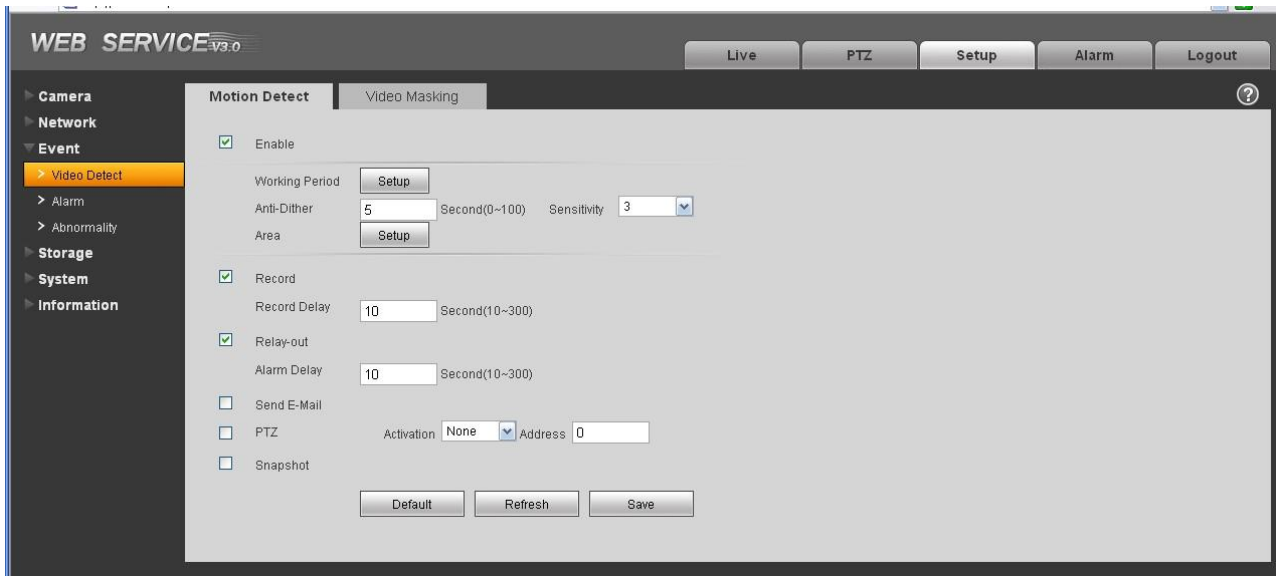 WEB SERVICE V3.0
Live PTZ Setup Alarm Logout
Camera
Network
Event
> Video Detect
> Alarm
> Abnormality
Storage
System
Information
Motion Detect Video Masking
?
Enable
Working Period Setup
Anti-Dither 5 Second(0~100) Sensitivity 3
Area Setup
Record
Record Delay 10 Second(10~300)
Relay-out
Alarm Delay 10 Second(10~300)
Send E-Mail
PTZ Activation None Address 0
Snapshot
Default Refresh Save